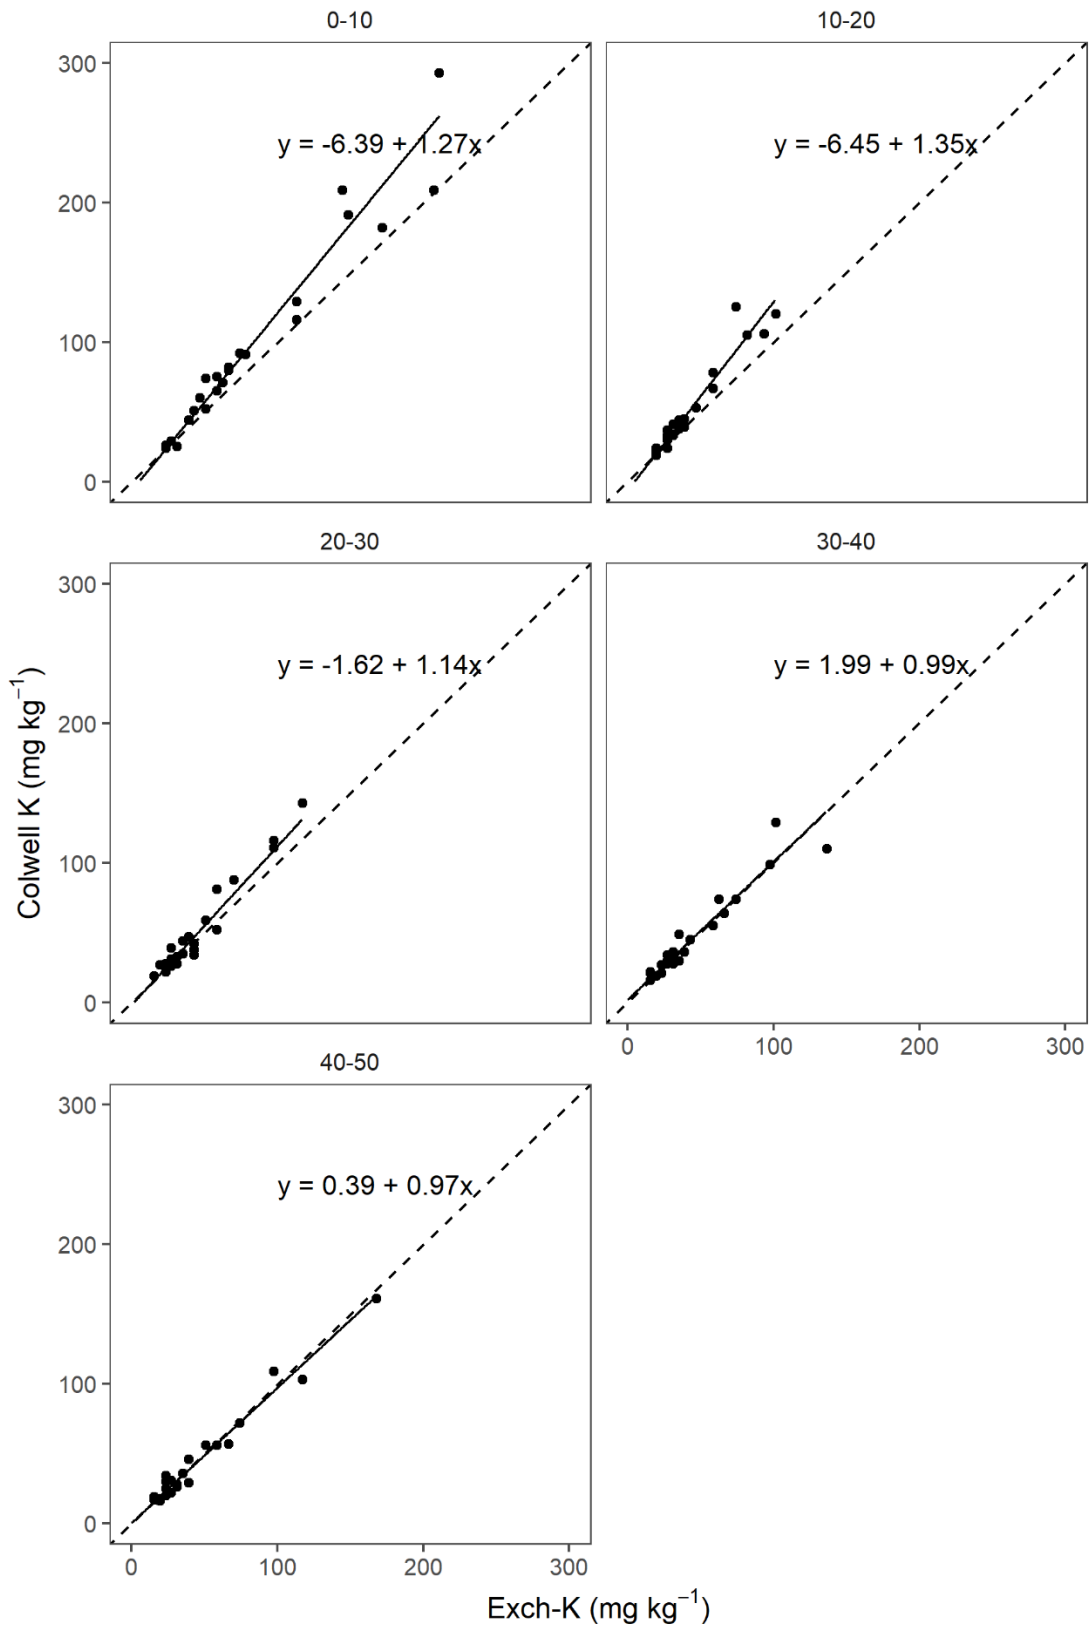 0-10
10-20
300
200
100
0
y = -6.39 + 1.27x
y = -6.45 + 1.35x
20-30
30-40
300
200
100
0
y = -1.62 + 1.14x
y = 1.99 + 0.99x
0 100 200 300
40-50
300
200
100
0
y = 0.39 + 0.97x
0 100 200 300
Colwell K (mg kg⁻¹)
Exch-K (mg kg⁻¹)